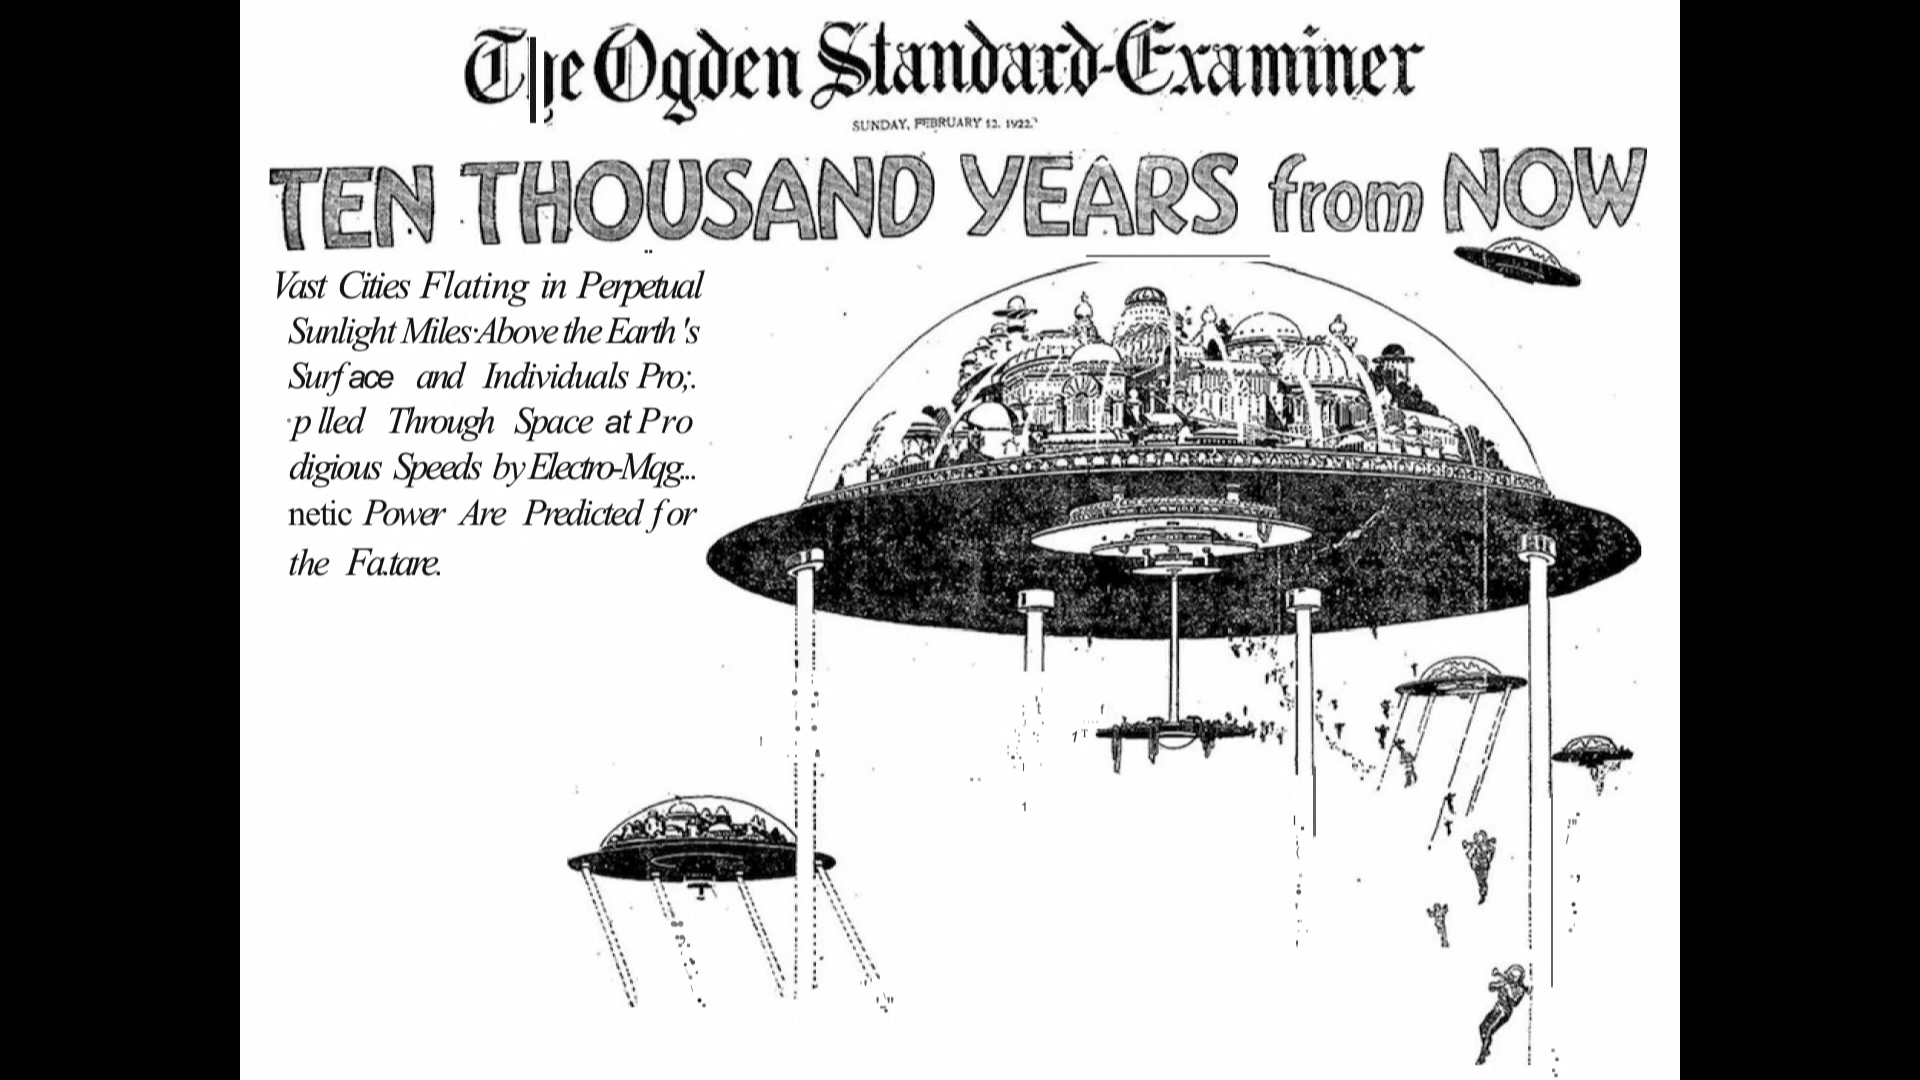 The Ogden Standard-Examiner
SUNDAY, FEBRUARY 12. 1922.
TEN THOUSAND YEARS from NOW
Vast Cities Flating in Perpetual
Sunlight Miles·Above the Earth 's
Surface and Individuals Pro;.
·p lled Through Space at Pro
digious Speeds by Electro-Mqg...
netic Power Are Predicted for
the Fa.tare.